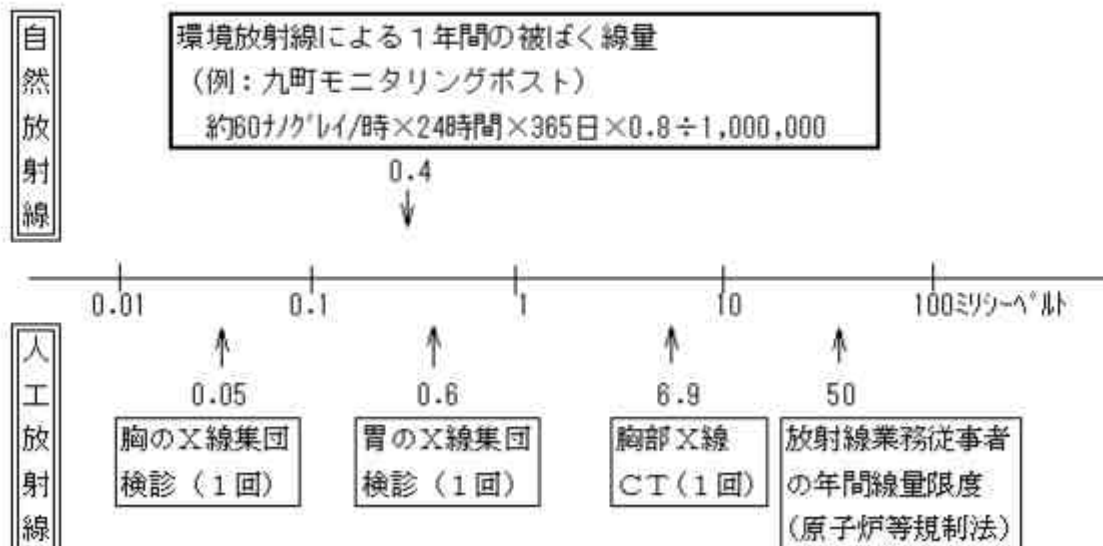 自然放射線
環境放射線による1年間の被ばく線量
(例:九町モニタリングポスト)
約60ナノグレイ/時×24時間×365日×0.8÷1,000,000
0.4
0.01 0.1 1 10 100ミリシーベルト
人工放射線
0.05 0.6 6.9 50
胸のX線集団
検診(1回)
胃のX線集団
検診(1回)
胸部X線
CT(1回)
放射線業務従事者
の年間線量限度
(原子炉等規制法)